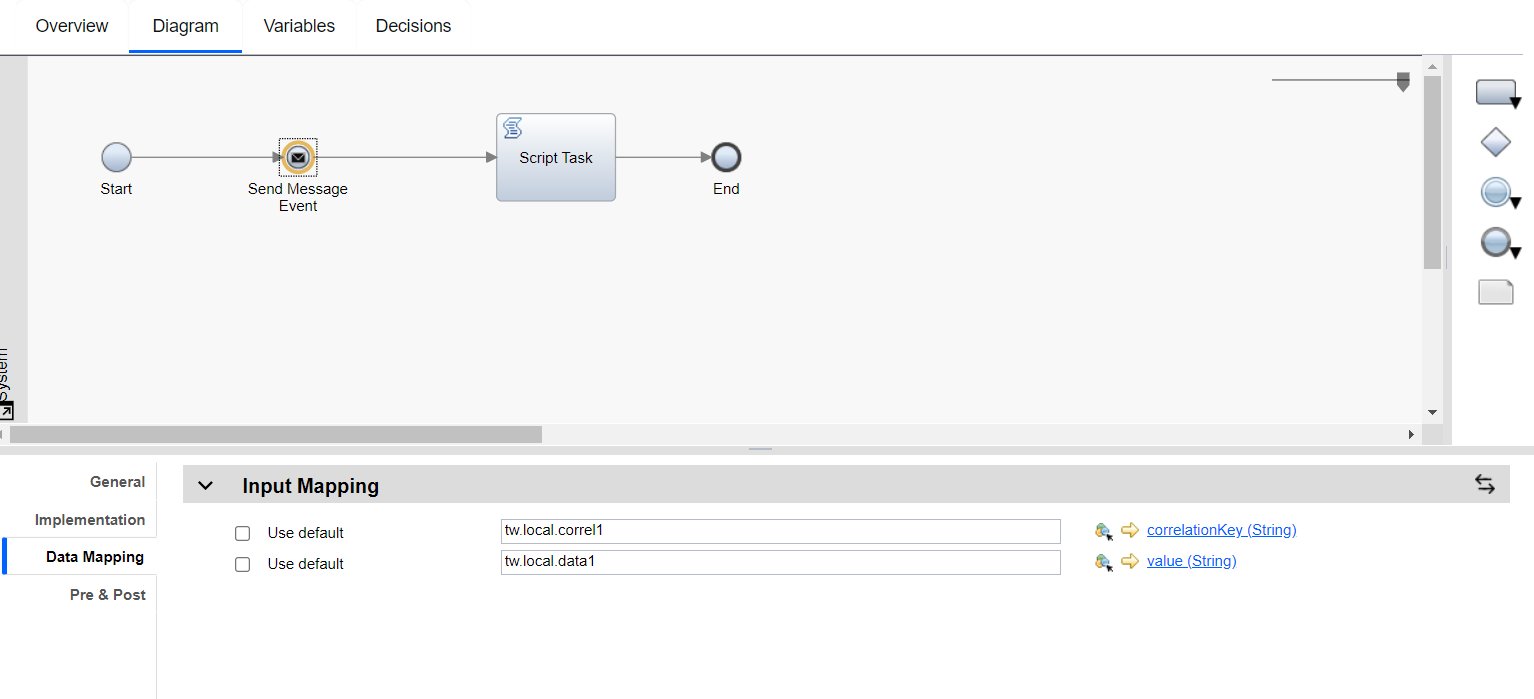 Overview Diagram Variables Decisions
Script Task
Start
Send Message
Event
End
System
General
Implementation
Data Mapping
Pre & Post
Input Mapping
Use default tw.local.correl1 correlationKey (String)
Use default tw.local.data1 value (String)